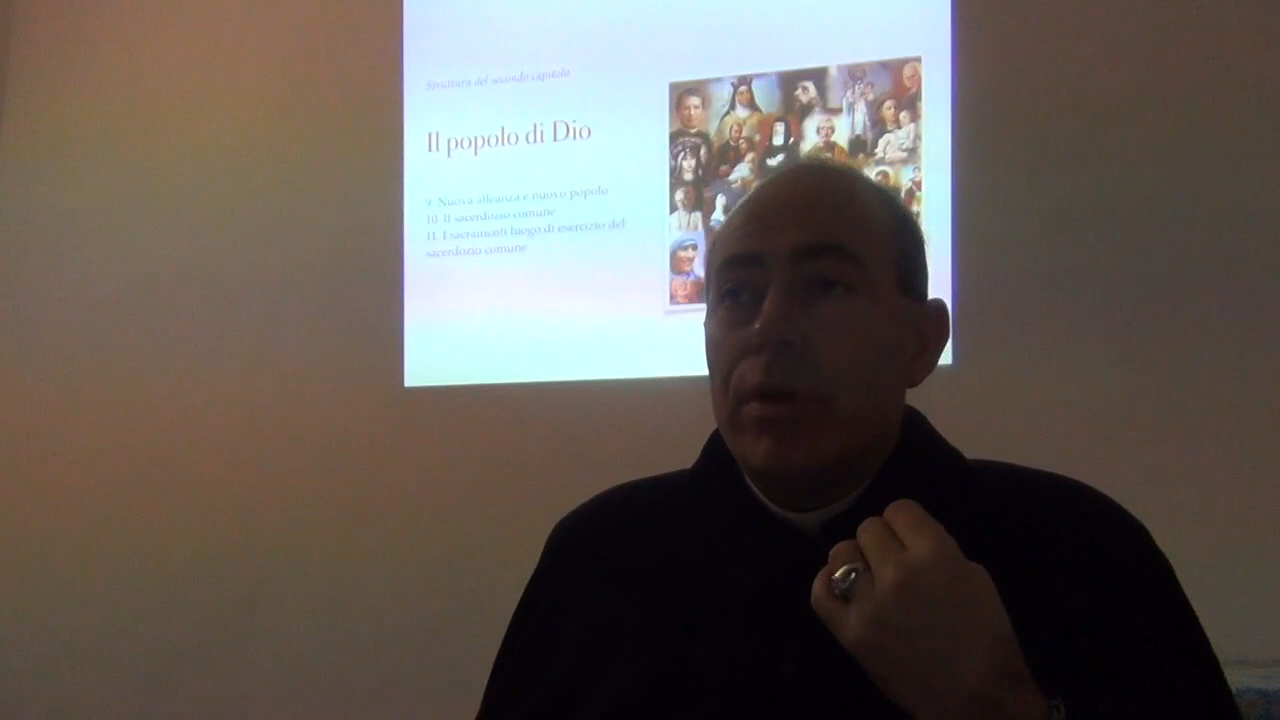 Struttura del secondo capitolo
Il popolo di Dio
9. Nuova alleanza e nuovo popolo
10. Il sacerdozio comune
11. I sacramenti luogo di esercizio del
sacerdozio comune